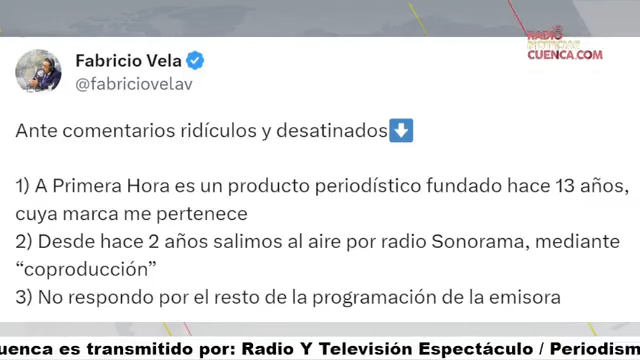 RADIO
NOTICIAS
CUENCA.COM
Fabricio Vela
@fabriciovelav
Ante comentarios ridículos y desatinados⬇️
1) A Primera Hora es un producto periodístico fundado hace 13 años,
cuya marca me pertenece
2) Desde hace 2 años salimos al aire por radio Sonorama, mediante
“coproducción”
3) No respondo por el resto de la programación de la emisora
uenca es transmitido por: Radio Y Televisión Espectáculo / Periodism